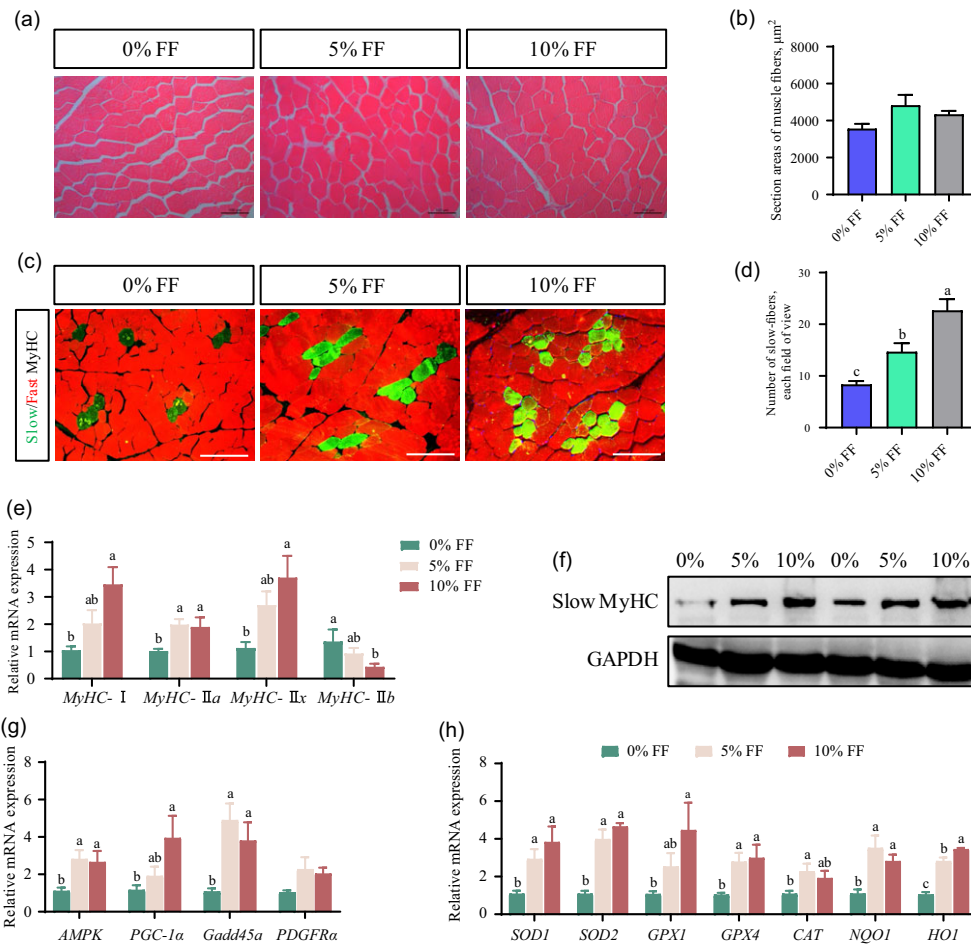 (a)
0% FF
5% FF
10% FF
(b)
Section areas of muscle fibers, μm²
8000
6000
4000
2000
0
0% FF
5% FF
10% FF
(c)
0% FF
5% FF
10% FF
Slow/Fast MyHC
(d)
Number of slow-fibers,
each field of view
30
20
10
0
c
b
a
0% FF
5% FF
10% FF
(e)
Relative mRNA expression
5
4
3
2
1
0
b
ab
a
b
a
a
b
ab
a
a
ab
b
MyHC- Ⅰ
MyHC- Ⅱa
MyHC- Ⅱx
MyHC- Ⅱb
0% FF
5% FF
10% FF
(f)
0%
5%
10%
0%
5%
10%
Slow MyHC
GAPDH
(g)
Relative mRNA expression
8
6
4
2
0
b
a
a
b
ab
a
b
a
a
AMPK
PGC-1α
Gadd45a
PDGFRα
(h)
0% FF
5% FF
10% FF
Relative mRNA expression
8
6
4
2
0
b
a
a
b
a
a
b
ab
a
b
a
a
b
a
ab
b
a
a
c
b
a
SOD1
SOD2
GPX1
GPX4
CAT
NQO1
HO1